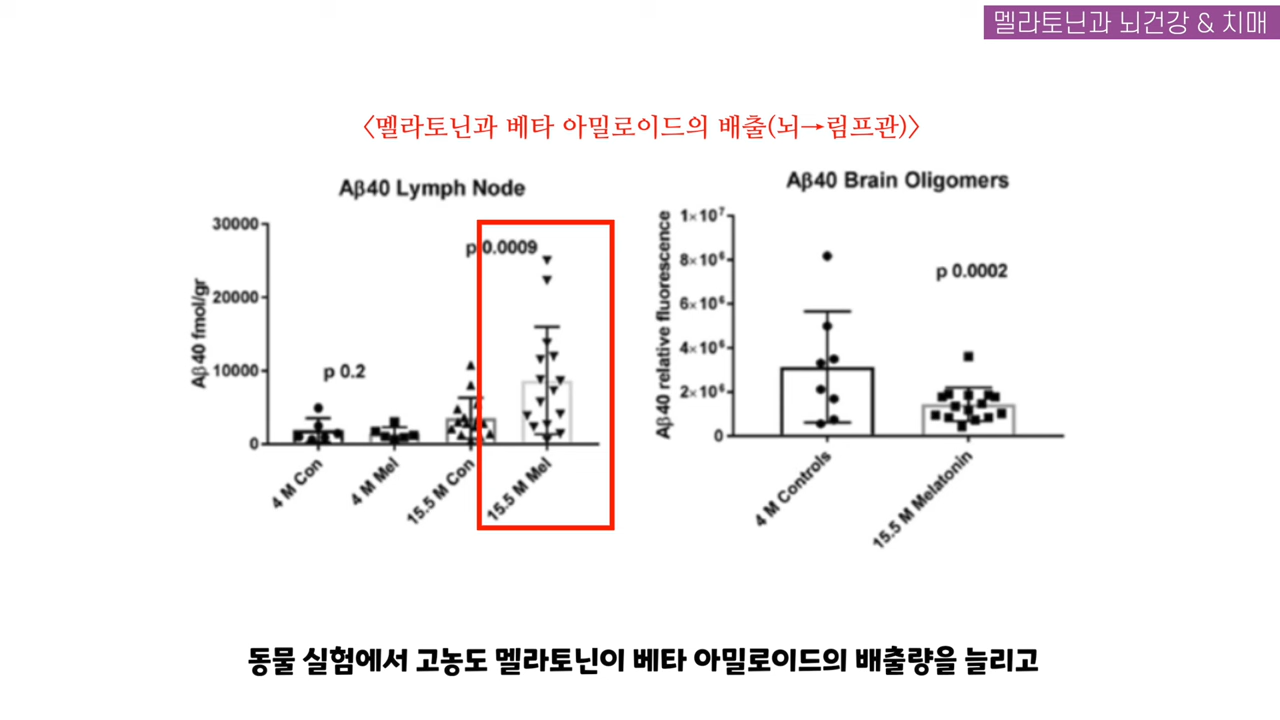 멜라토닌과 뇌건강 & 치매
<멜라토닌과 베타 아밀로이드의 배출(뇌→림프관)>
Aβ40 Lymph Node
Aβ40 fmol/gr
30000
20000
10000
0
p 0.2
p 0.0009
4 M Con
4 M Mel
15.5 M Con
15.5 M Mel
Aβ40 Brain Oligomers
Aβ40 relative fluorescence
1×10⁷
8×10⁶
6×10⁶
4×10⁶
2×10⁶
0
p 0.0002
4 M Controls
15.5 M Melatonin
동물 실험에서 고농도 멜라토닌이 베타 아밀로이드의 배출량을 늘리고